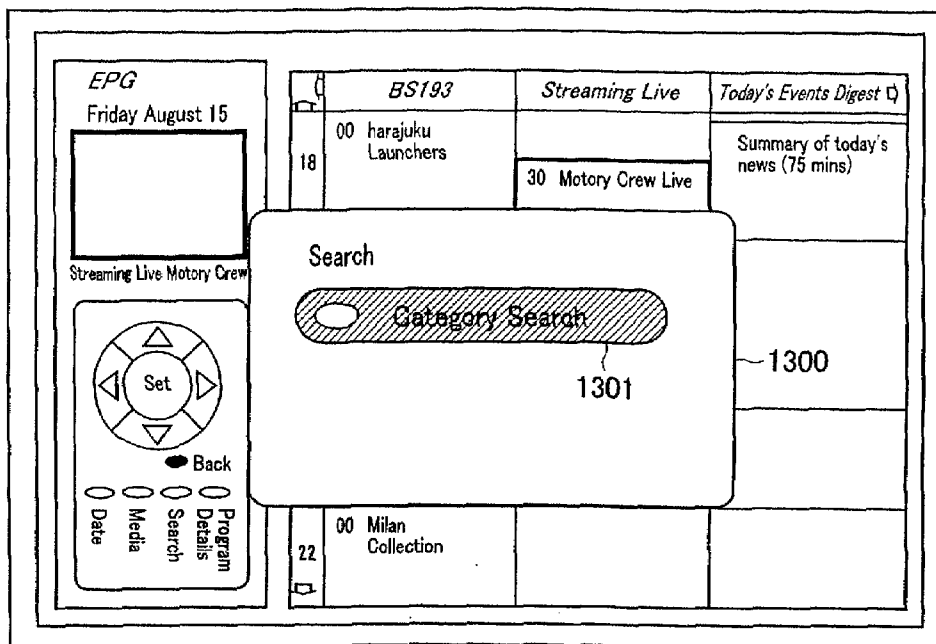 EPG
Friday August 15
Streaming Live Motory Crew
Set
Back
Date
Media
Search
Program
Details
BS193
Streaming Live
Today's Events Digest
18
00 harajuku
Launchers
30 Motory Crew Live
Summary of today's
news (75 mins)
Search
Category Search
1301
1300
22
00 Milan
Collection